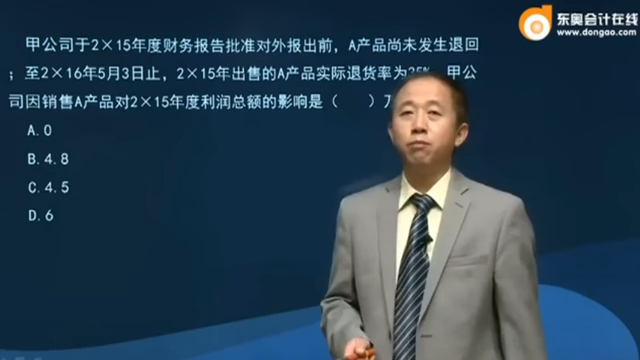 东奥会计在线
www.dongao.com
甲公司于2×15年度财务报告批准对外报出前，A产品尚未发生退回
；至2×16年5月3日止，2×15年出售的A产品实际退货率为35%。甲公
司因销售A产品对2×15年度利润总额的影响是（　　）万
A.0
B.4.8
C.4.5
D.6